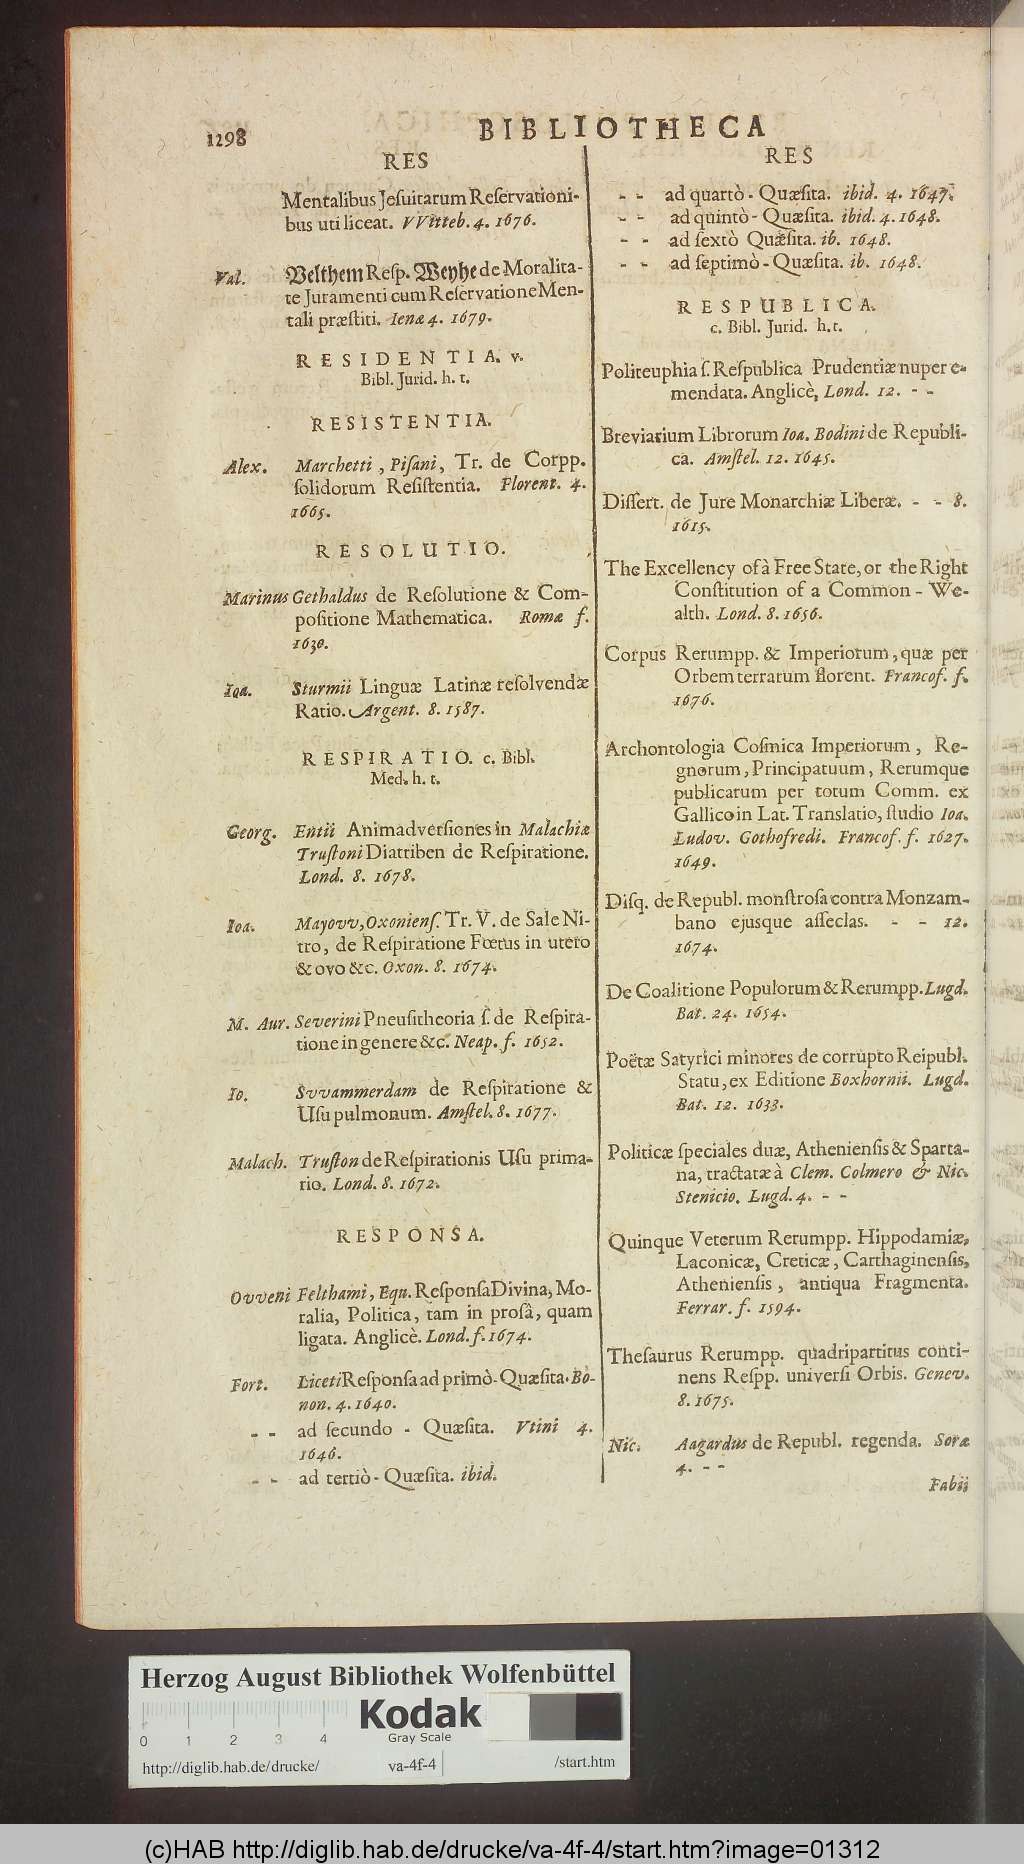 1298
BIBLIOTHECA
RES
Mentalibus Jesuitarum Reservationi-
bus uti liceat. VVitteb. 4. 1676.
Val. Velthem Resp. Weyhe de Moralita-
te Juramenti cum Reservatione Men-
tali præstiti. Ienæ 4. 1679.
RESIDENTIA. v.
Bibl. Jurid. h. t.
RESISTENTIA.
Alex. Marchetti, Pisani, Tr. de Corpp.
solidorum Resistentia. Florent. 4.
1665.
RESOLUTIO.
Marinus Gethaldus de Resolutione & Com-
positione Mathematica. Romæ f.
1630.
Ioa. Sturmii Linguæ Latinæ resolvendæ
Ratio. Argent. 8. 1587.
RESPIRATIO. c. Bibl.
Med. h. t.
Georg. Entii Animadversiones in Malachiæ
Trustoni Diatriben de Respiratione.
Lond. 8. 1678.
Ioa. Mayovv, Oxoniens. Tr. V. de Sale Ni-
tro, de Respiratione Fœtus in utero
& ovo &c. Oxon. 8. 1674.
M. Aur. Severini Pneusitheoria s. de Respira-
tione in genere &c. Neap. f. 1652.
Io. Svvammerdam de Respiratione &
Usu pulmonum. Amstel. 8. 1677.
Malach. Truston de Respirationis Usu prima-
rio. Lond. 8. 1672.
RESPONSA.
Ovveni Felthami, Equ. Responsa Divina, Mo-
ralia, Politica, tam in prosâ, quam
ligata. Anglicè. Lond. f. 1674.
Fort. Liceti Responsa ad primò-Quæsita. Bo-
non. 4. 1640.
- - ad secundo - Quæsita. Vtini 4.
1646.
- - ad tertiò-Quæsita. ibid.
RES
- - ad quartò-Quæsita. ibid. 4. 1647.
- - ad quintò-Quæsita. ibid. 4. 1648.
- - ad sextò Quæsita. ib. 1648.
- - ad septimò-Quæsita. ib. 1648.
RESPUBLICA.
c. Bibl. Jurid. h.t.
Politeuphia s. Respublica Prudentiæ nuper e-
mendata. Anglicè, Lond. 12. - -
Breviarium Librorum Ioa. Bodini de Republi-
ca. Amstel. 12. 1645.
Dissert. de Jure Monarchiæ Liberæ. - - 8.
1615.
The Excellency of à Free State, or the Right
Constitution of a Common-We-
alth. Lond. 8. 1656.
Corpus Rerumpp. & Imperiorum, quæ per
Orbem terrarum florent. Francof. f.
1676.
Archontologia Cosmica Imperiorum, Re-
gnorum, Principatuum, Rerumque
publicarum per totum Comm. ex
Gallico in Lat. Translatio, studio Ioa.
Ludov. Gothofredi. Francof. f. 1627.
1649.
Disq. de Republ. monstrosa contra Monzam-
bano ejusque asseclas. - - 12.
1674.
De Coalitione Populorum & Rerumpp. Lugd.
Bat. 24. 1654.
Poëtæ Satyrici minores de corrupto Reipubl.
Statu, ex Editione Boxhornii. Lugd.
Bat. 12. 1633.
Politicæ speciales duæ, Atheniensis & Sparta-
na, tractatæ à Clem. Colmero & Nic.
Stenicio. Lugd. 4. - -
Quinque Veterum Rerumpp. Hippodamiæ,
Laconicæ, Creticæ, Carthaginensis,
Atheniensis, antiqua Fragmenta.
Ferrar. f. 1594.
Thesaurus Rerumpp. quadripartitus conti-
nens Respp. universi Orbis. Genev.
8. 1675.
Nic. Aagardus de Republ. regenda. Soræ
4. - -
Fabii
Herzog August Bibliothek Wolfenbüttel
Kodak
Gray Scale
0 1 2 3 4
http://diglib.hab.de/drucke/ va-4f-4 /start.htm
(c)HAB http://diglib.hab.de/drucke/va-4f-4/start.htm?image=01312